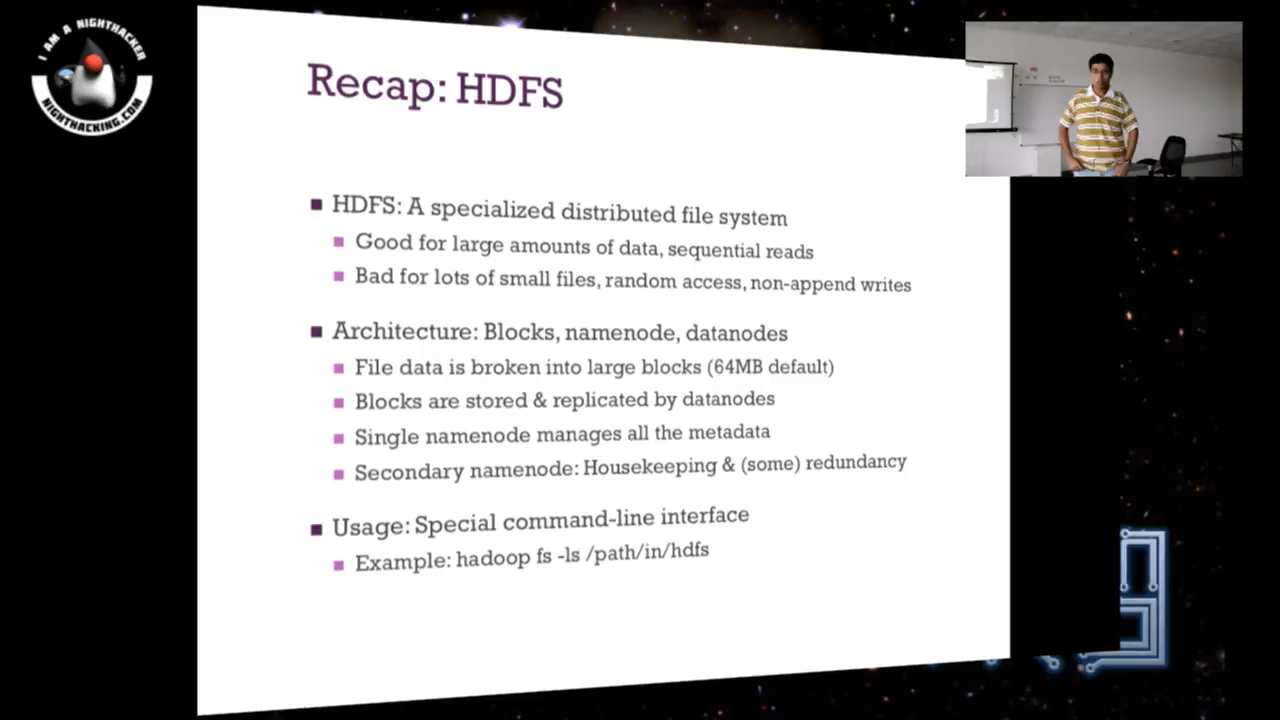 I AM A NIGHTHACKER
NIGHTHACKING.COM
Recap: HDFS
HDFS: A specialized distributed file system
Good for large amounts of data, sequential reads
Bad for lots of small files, random access, non-append writes
Architecture: Blocks, namenode, datanodes
File data is broken into large blocks (64MB default)
Blocks are stored & replicated by datanodes
Single namenode manages all the metadata
Secondary namenode: Housekeeping & (some) redundancy
Usage: Special command-line interface
Example: hadoop fs -ls /path/in/hdfs